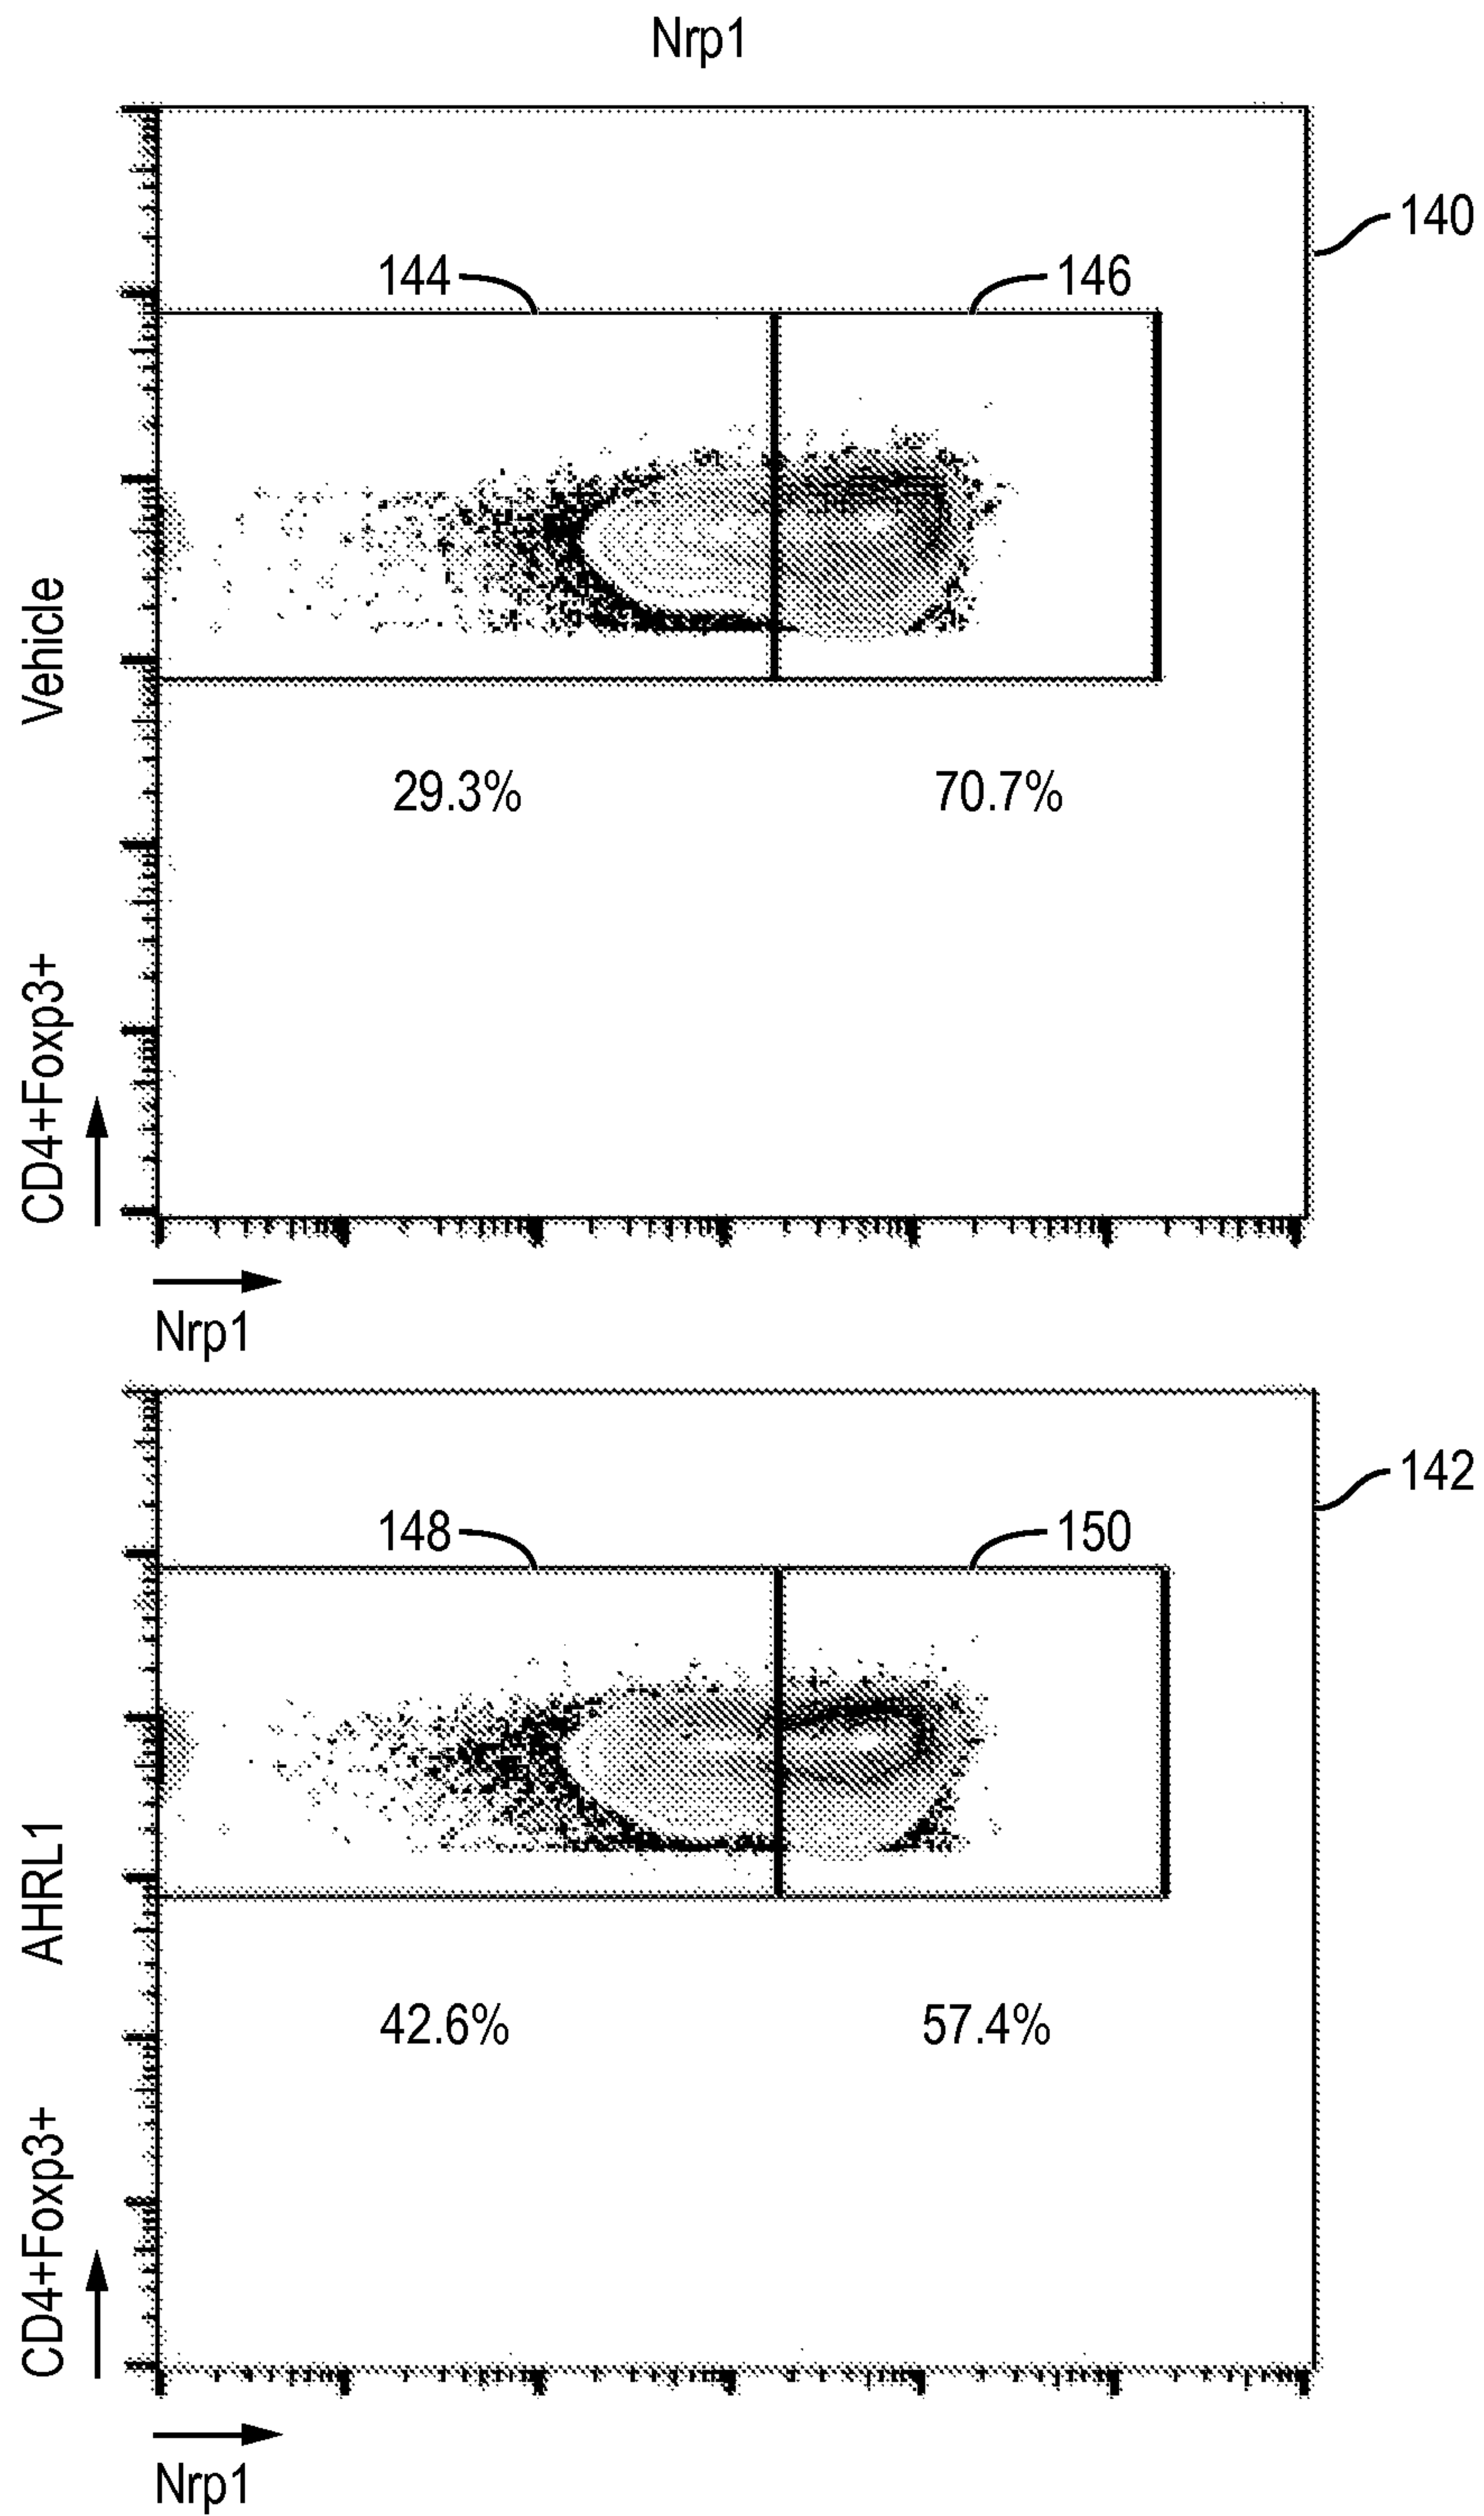 Nrp1
140
144
146
Vehicle
29.3%
70.7%
CD4+Foxp3+
Nrp1
142
148
150
AHRL1
42.6%
57.4%
CD4+Foxp3+
Nrp1